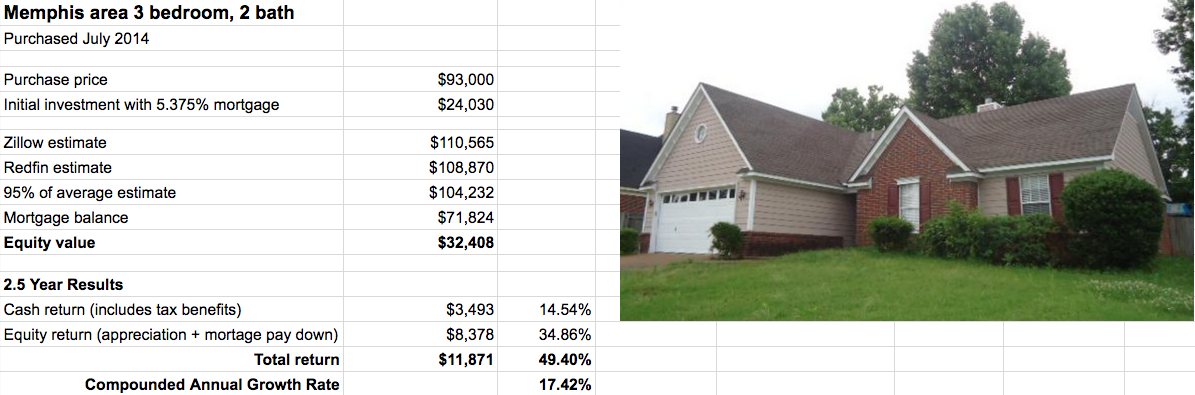 Memphis area 3 bedroom, 2 bath
Purchased July 2014
Purchase price $93,000
Initial investment with 5.375% mortgage $24,030
Zillow estimate $110,565
Redfin estimate $108,870
95% of average estimate $104,232
Mortgage balance $71,824
Equity value $32,408
2.5 Year Results
Cash return (includes tax benefits) $3,493 14.54%
Equity return (appreciation + mortage pay down) $8,378 34.86%
Total return $11,871 49.40%
Compounded Annual Growth Rate 17.42%